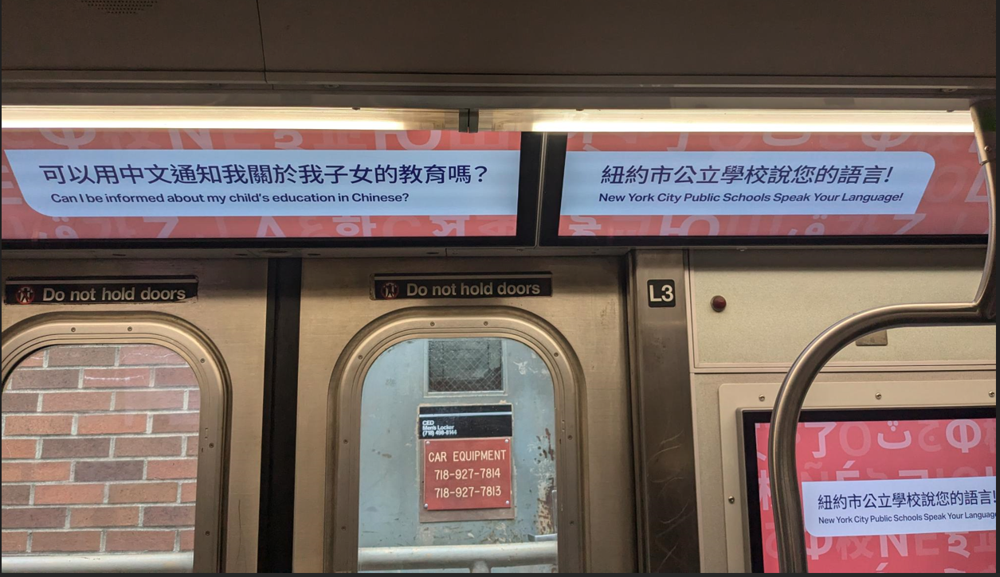 可以用中文通知我關於我子女的教育嗎？
Can I be informed about my child's education in Chinese?
紐約市公立學校說您的語言！
New York City Public Schools Speak Your Language!
Do not hold doors
Do not hold doors
L3
CED
Men's Locker
(718) 498-8144
CAR EQUIPMENT
718-927-7814
718-927-7813
紐約市公立學校說您的語言!
New York City Public Schools Speak Your Language